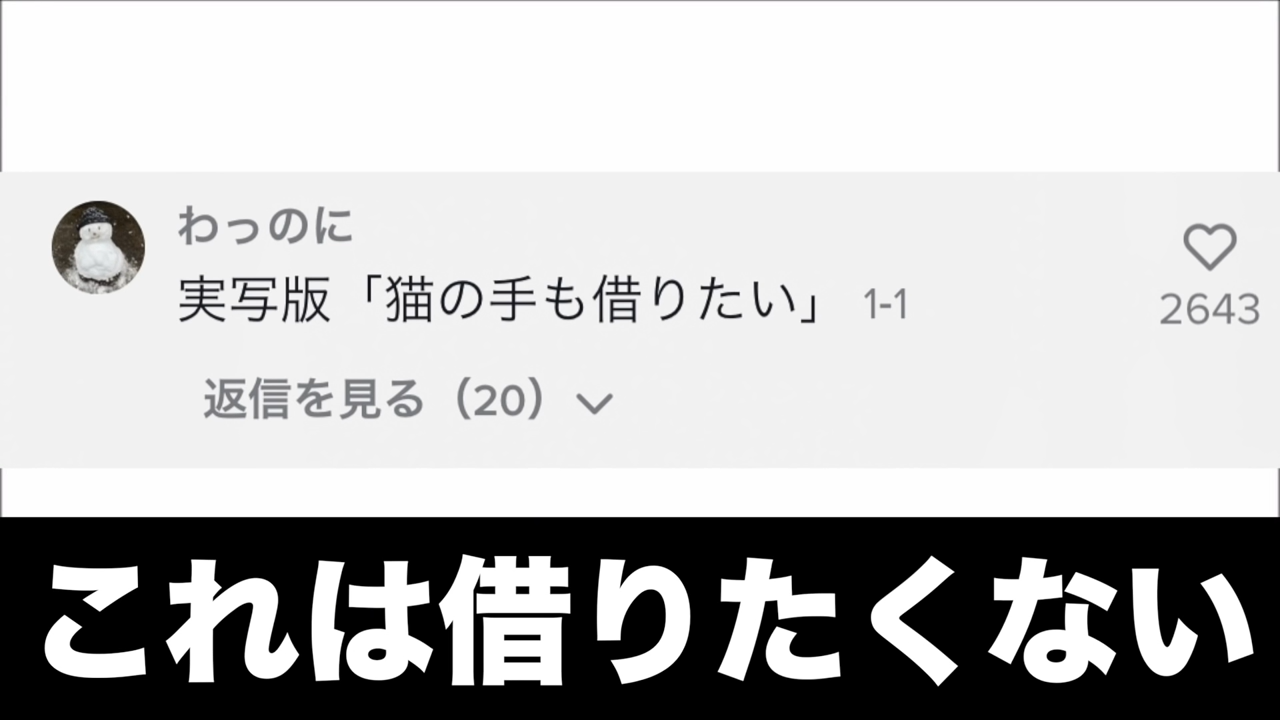 わっのに
実写版「猫の手も借りたい」 1-1
2643
返信を見る（20）
これは借りたくない